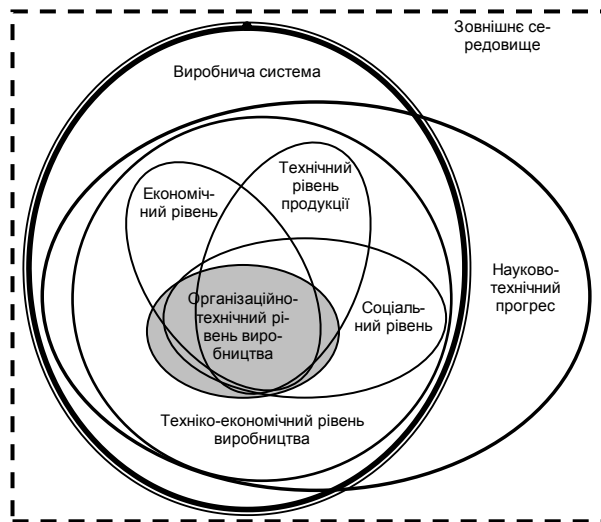 Зовнішнє се-
редовище
Виробнича система
Технічний
рівень
продукції
Економіч-
ний рівень
Науково-
технічний
прогрес
Організаційно-
технічний рі-
вень виро-
бництва
Соціаль-
ний рівень
Техніко-економічний рівень
виробництва